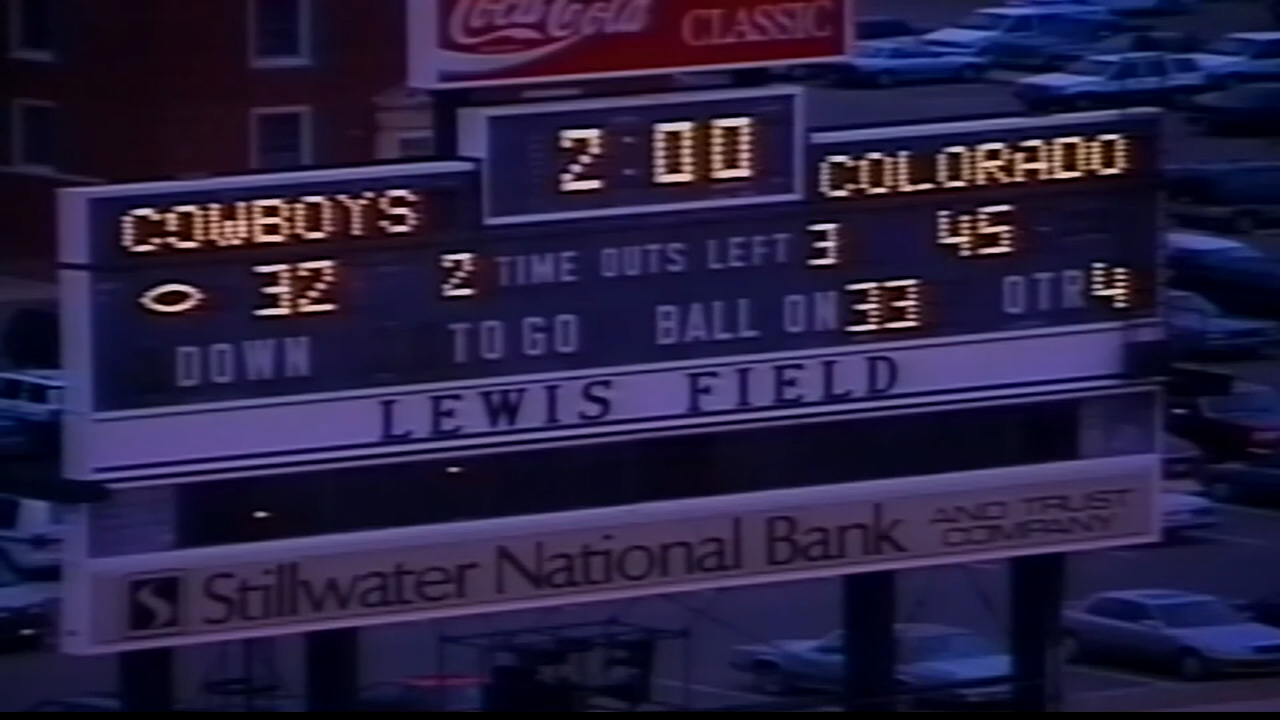 Coca-Cola CLASSIC
2:00
COWBOYS COLORADO
32 2 TIME OUTS LEFT 3 45
DOWN TO GO BALL ON 33 QTR 4
LEWIS FIELD
Stillwater National Bank AND TRUST COMPANY